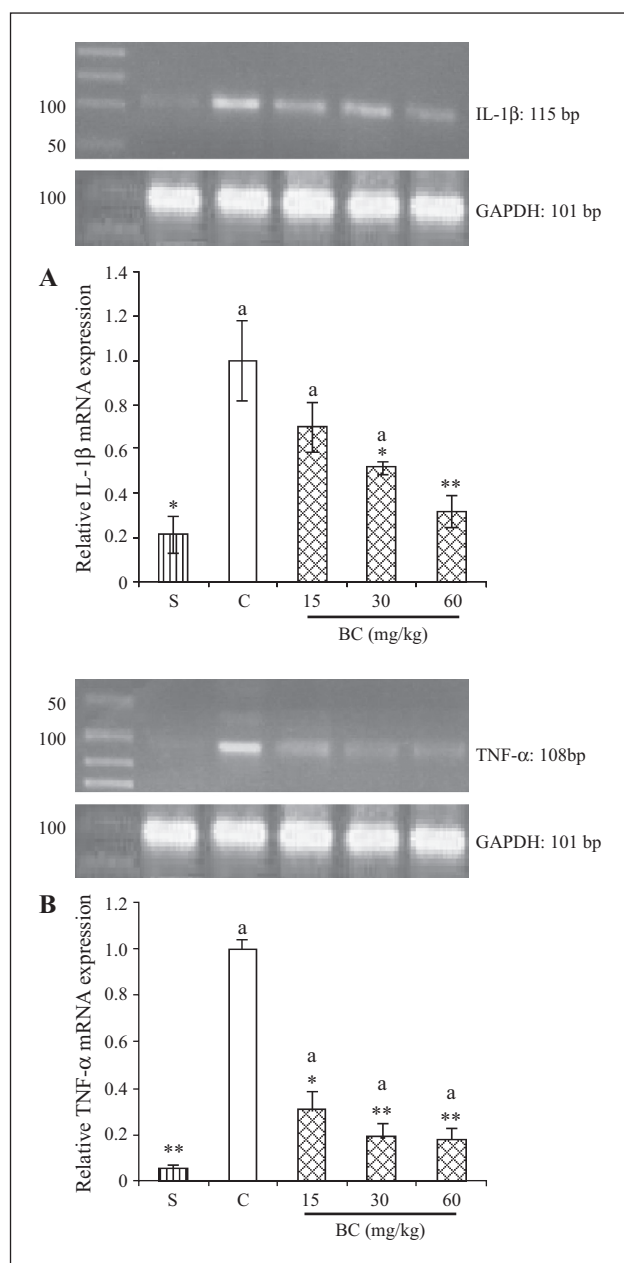 100
IL-1β: 115 bp
50
100
GAPDH: 101 bp
A
Relative IL-1β mRNA expression
1.4
1.2
1.0
0.8
0.6
0.4
0.2
0
*
a
a
a
*
**
S C 15 30 60
BC (mg/kg)
50
100
TNF-α: 108bp
100
GAPDH: 101 bp
B
Relative TNF-α mRNA expression
1.2
1.0
0.8
0.6
0.4
0.2
0
**
a
a
*
a
**
a
**
S C 15 30 60
BC (mg/kg)